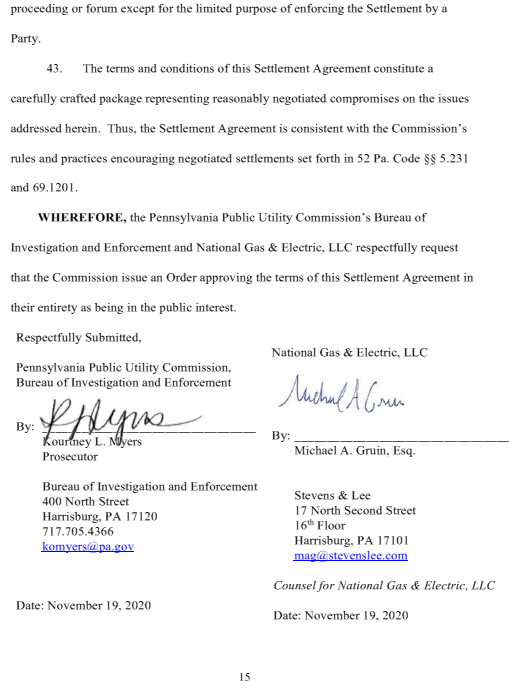 proceeding or forum except for the limited purpose of enforcing the Settlement by a
Party.
43. The terms and conditions of this Settlement Agreement constitute a
carefully crafted package representing reasonably negotiated compromises on the issues
addressed herein. Thus, the Settlement Agreement is consistent with the Commission's
rules and practices encouraging negotiated settlements set forth in 52 Pa. Code §§ 5.231
and 69.1201.
WHEREFORE, the Pennsylvania Public Utility Commission's Bureau of
Investigation and Enforcement and National Gas & Electric, LLC respectfully request
that the Commission issue an Order approving the terms of this Settlement Agreement in
their entirety as being in the public interest.
Respectfully Submitted,
Pennsylvania Public Utility Commission,
Bureau of Investigation and Enforcement
By:
Kourtney L. Myers
Prosecutor
Bureau of Investigation and Enforcement
400 North Street
Harrisburg, PA 17120
717.705.4366
komyers@pa.gov
Date: November 19, 2020
National Gas & Electric, LLC
Michael A Gruin
By:
Michael A. Gruin, Esq.
Stevens & Lee
17 North Second Street
16th Floor
Harrisburg, PA 17101
mag@stevenslee.com
Counsel for National Gas & Electric, LLC
Date: November 19, 2020
15